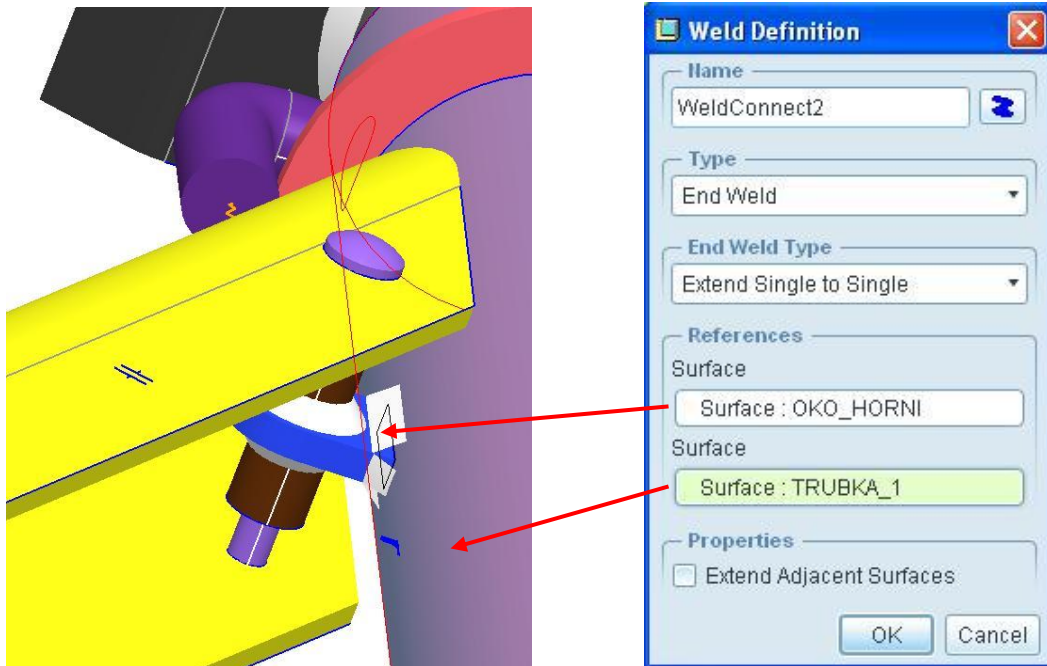 Weld Definition
Name
WeldConnect2
Type
End Weld
End Weld Type
Extend Single to Single
References
Surface
Surface : OKO_HORNI
Surface
Surface : TRUBKA_1
Properties
Extend Adjacent Surfaces
OK Cancel